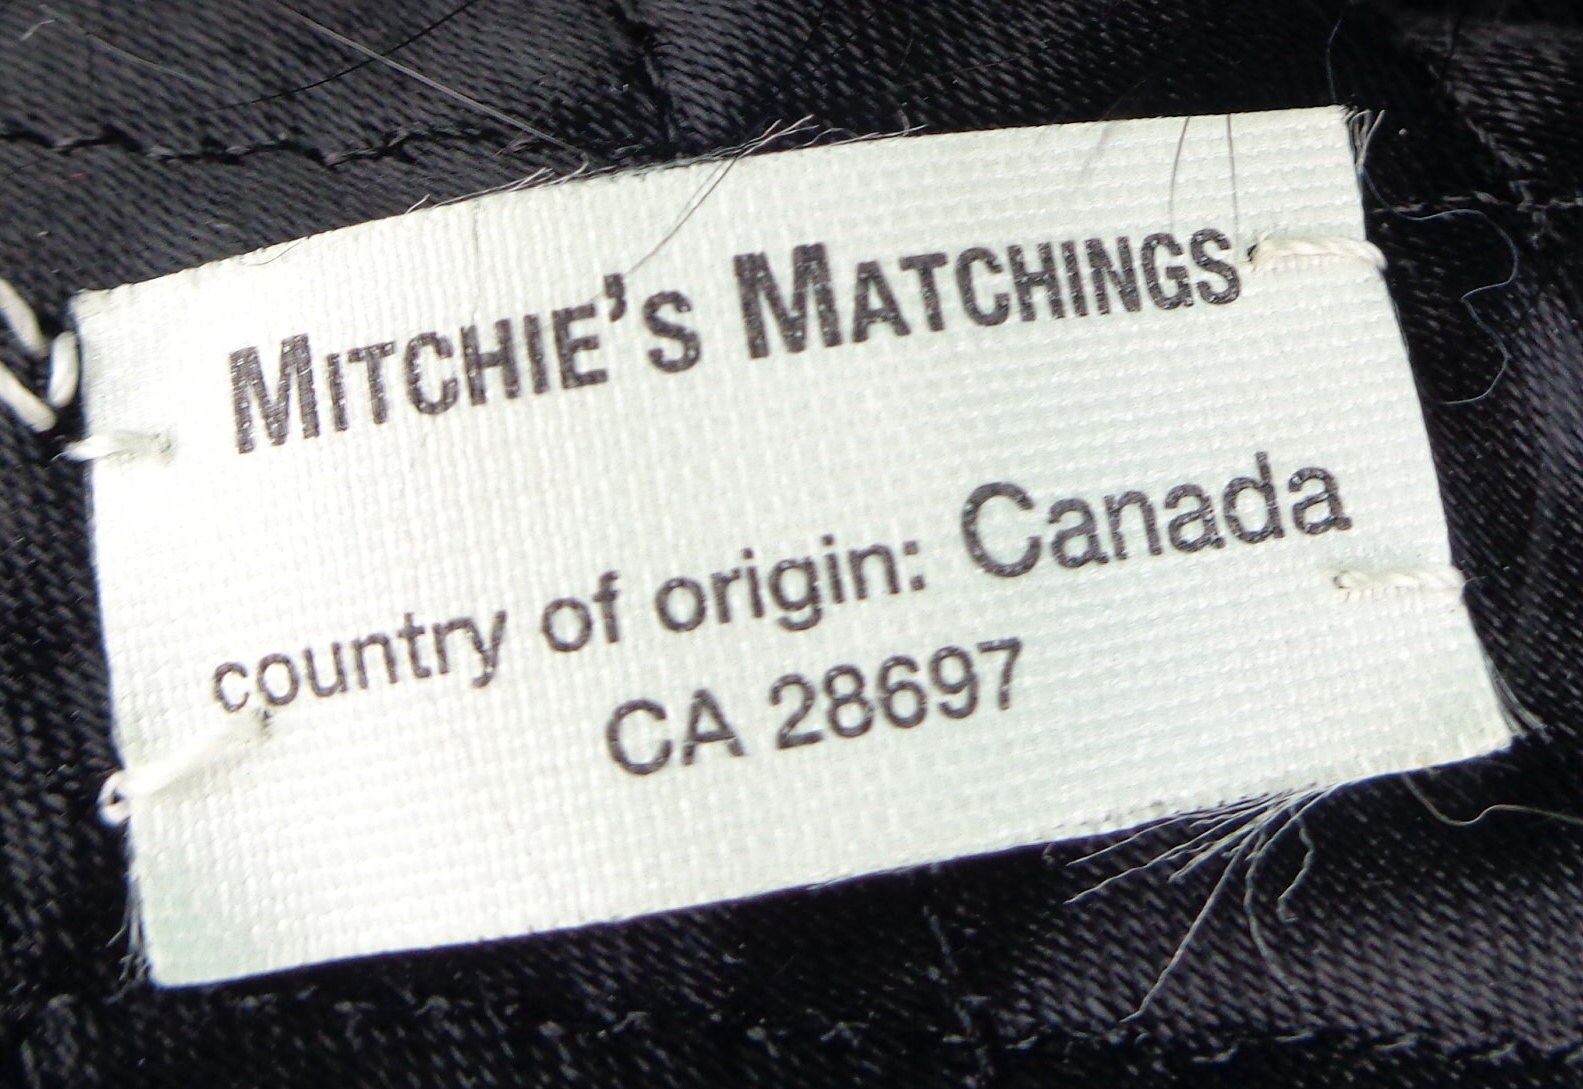 MITCHIE'S MATCHINGS
country of origin: Canada
CA 28697